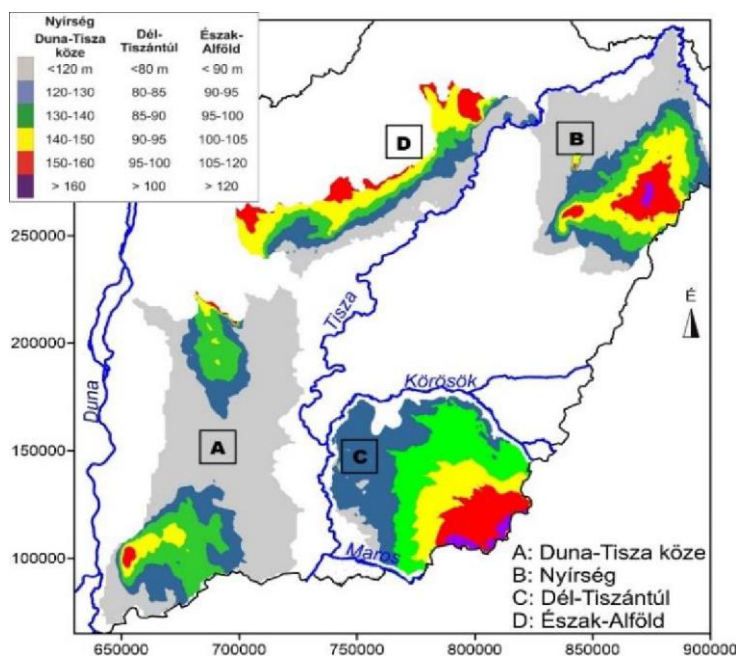 Nyírség
Duna-Tisza köze	Dél-Tiszántúl	Észak-Alföld
<120 m	<80 m	< 90 m
120-130	80-85	90-95
130-140	85-90	95-100
140-150	90-95	100-105
150-160	95-100	105-120
> 160	> 100	> 120
D
B
250000
É
200000
Tisza
Duna
Körösök
150000
A
C
100000
Maros
A: Duna-Tisza köze
B: Nyírség
C: Dél-Tiszántúl
D: Észak-Alföld
650000	700000	750000	800000	850000	900000